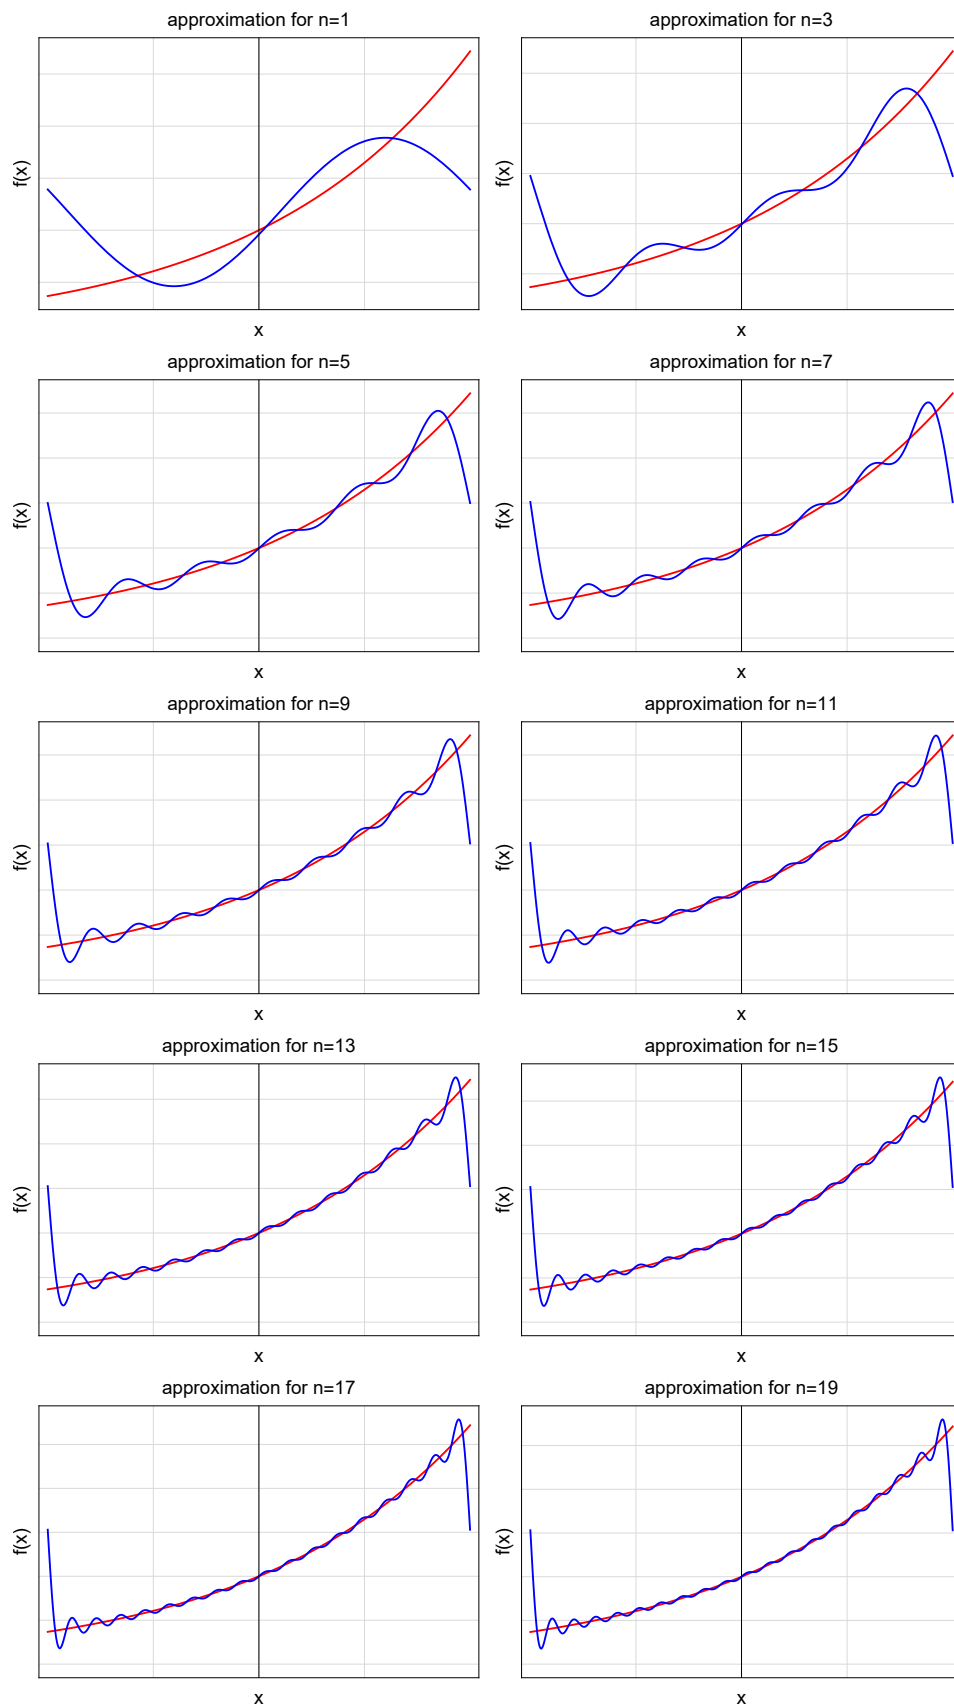 approximation for n=1
f(x)
x
approximation for n=3
f(x)
x
approximation for n=5
f(x)
x
approximation for n=7
f(x)
x
approximation for n=9
f(x)
x
approximation for n=11
f(x)
x
approximation for n=13
f(x)
x
approximation for n=15
f(x)
x
approximation for n=17
f(x)
x
approximation for n=19
f(x)
x